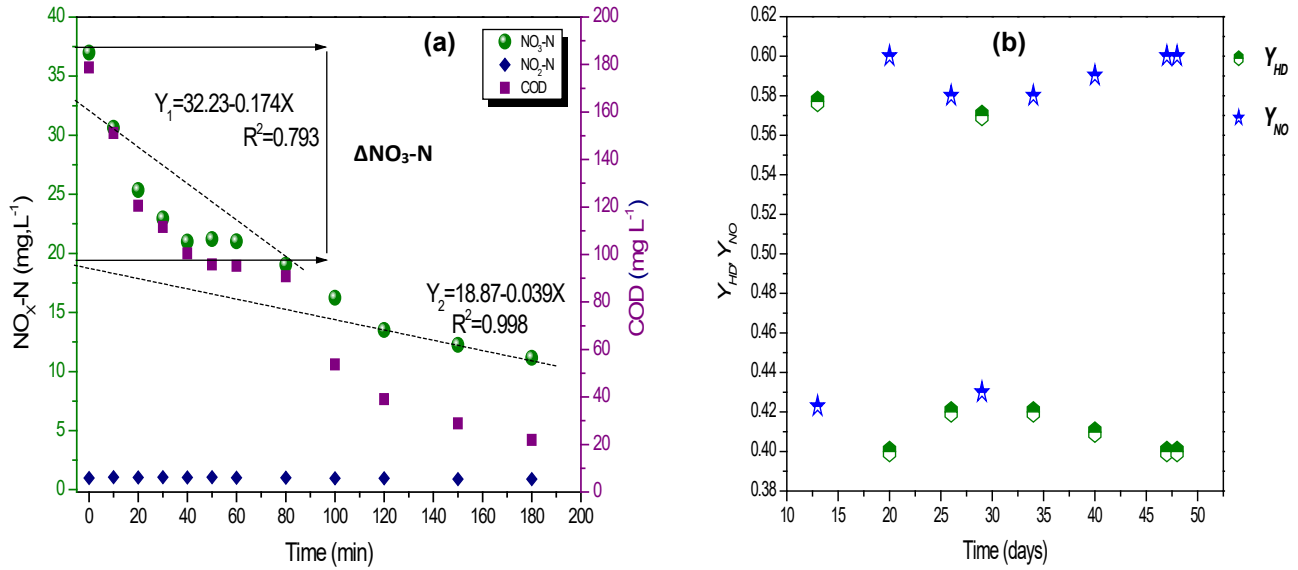 (a)
NO₃-N
NO₂-N
COD
Y₁=32.23-0.174X
R²=0.793
ΔNO₃-N
Y₂=18.87-0.039X
R²=0.998
NOₓ-N (mg,L⁻¹)
40
35
30
25
20
15
10
5
0
200
180
160
140
120
100
80
60
40
20
0
COD (mg L⁻¹)
0 20 40 60 80 100 120 140 160 180 200
Time (min)
(b)
Y_HD
Y_NO
Y_HD, Y_NO
0.62
0.60
0.58
0.56
0.54
0.52
0.50
0.48
0.46
0.44
0.42
0.40
0.38
10 15 20 25 30 35 40 45 50
Time (days)